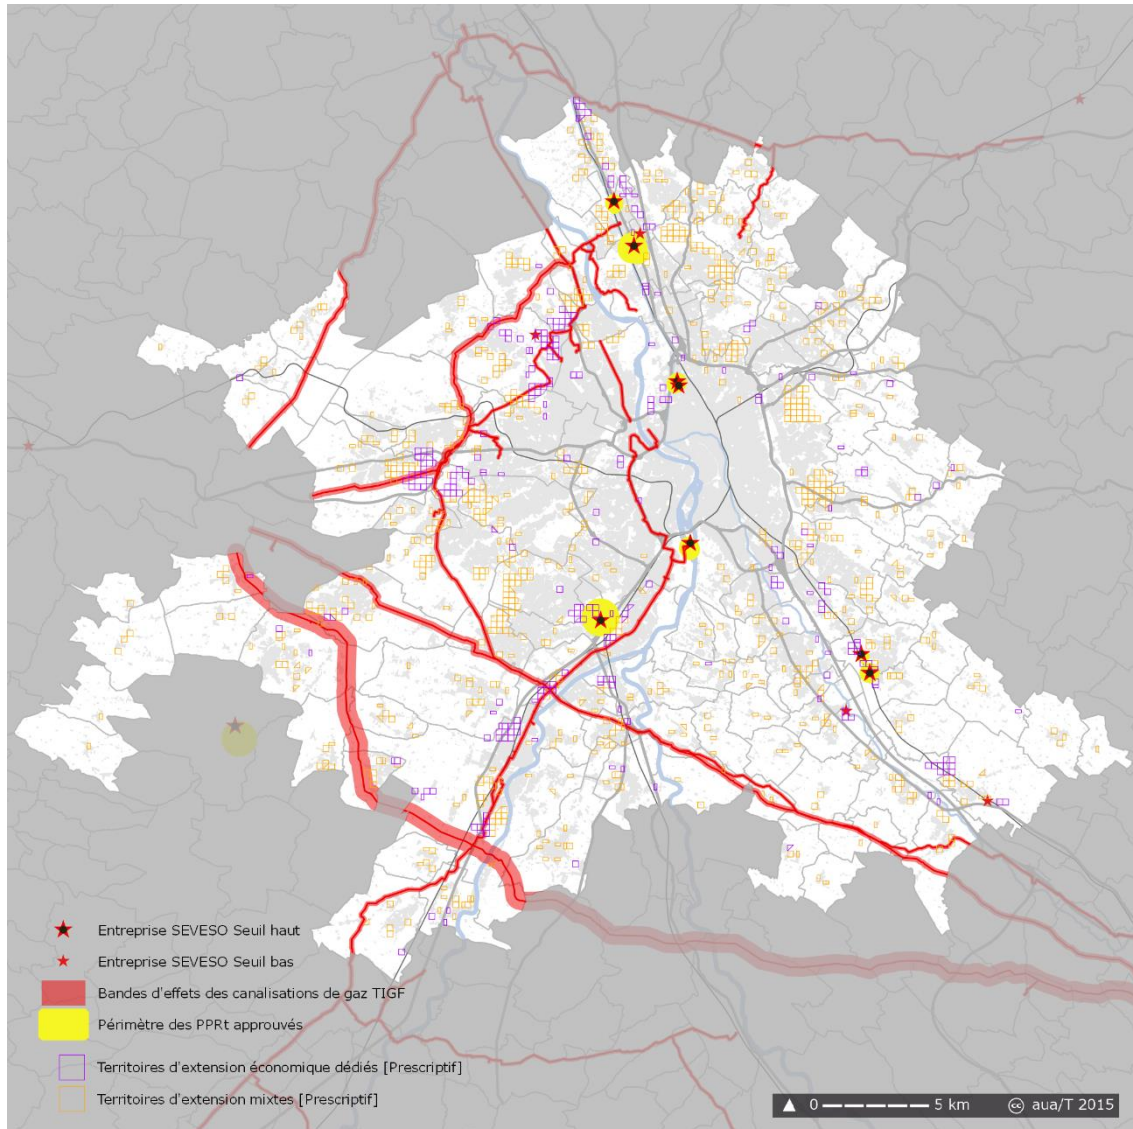 Entreprise SEVESO Seuil haut
Entreprise SEVESO Seuil bas
Bandes d'effets des canalisations de gaz TIGF
Périmètre des PPRt approuvés
Territoires d'extension économique dédiés [Prescriptif]
Territoires d'extension mixtes [Prescriptif]
0 5 km cc aua/T 2015